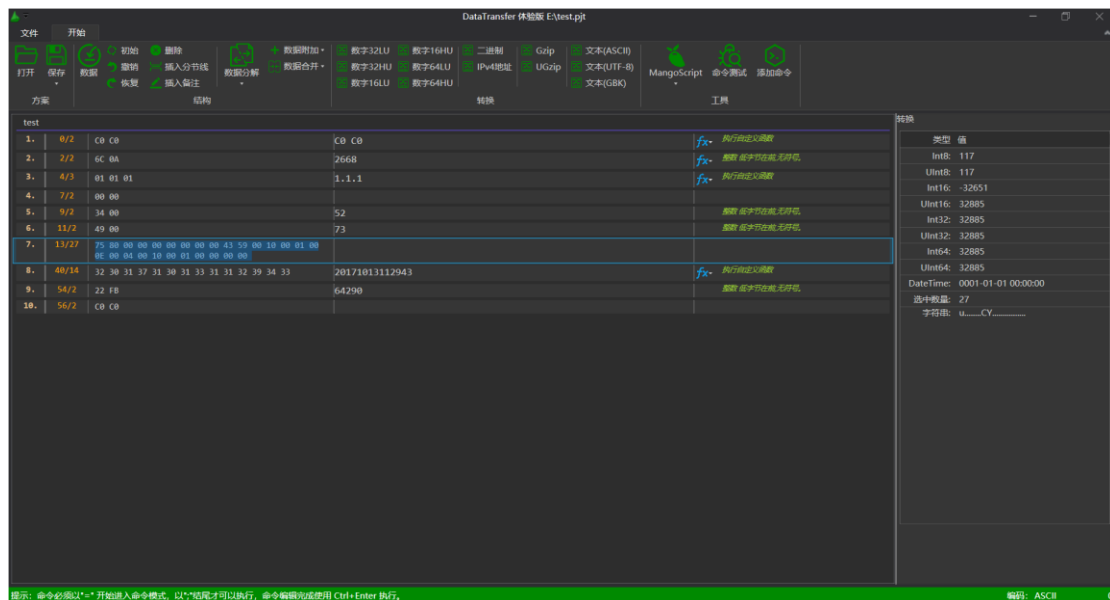 DataTransfer 体验版 E:\test.pjt
文件 开始
打开 保存 数据 初始 删除 撤销 插入分节线 恢复 插入备注 数据分解 数据附加 数据合并
数字32LU 数字16HU 二进制 Gzip 文本(ASCII)
数字32HU 数字64LU IPv4地址 UGzip 文本(UTF-8)
数字16LU 数字64HU 文本(GBK)
MangoScript 命令测试 添加命令
方案 结构 转换 工具
test
1. 0/2 C0 C0 C0 C0 fx 执行自定义函数
2. 2/2 6C 0A 2668 fx 整数 低字节在前,无符号。
3. 4/3 01 01 01 1.1.1 fx 执行自定义函数
4. 7/2 00 00
5. 9/2 34 00 52 整数 低字节在前,无符号。
6. 11/2 49 00 73 整数 低字节在前,无符号。
7. 13/27 75 80 00 00 00 00 00 00 00 43 59 00 10 00 01 00
0E 00 04 00 10 00 01 00 00 00 00
8. 40/14 32 30 31 37 31 30 31 33 31 31 32 39 34 33 20171013112943 fx 执行自定义函数
9. 54/2 22 FB 64290 整数 低字节在前,无符号。
10. 56/2 C0 C0
转换
类型 值
Int8: 117
UInt8: 117
Int16: -32651
UInt16: 32885
Int32: 32885
UInt32: 32885
Int64: 32885
UInt64: 32885
DateTime: 0001-01-01 00:00:00
选中数量: 27
字符串: u.........CY................
提示: 命令必须以"=" 开始进入命令模式，以";"结尾才可以执行，命令编辑完成使用 Ctrl+Enter 执行。
编码: ASCII